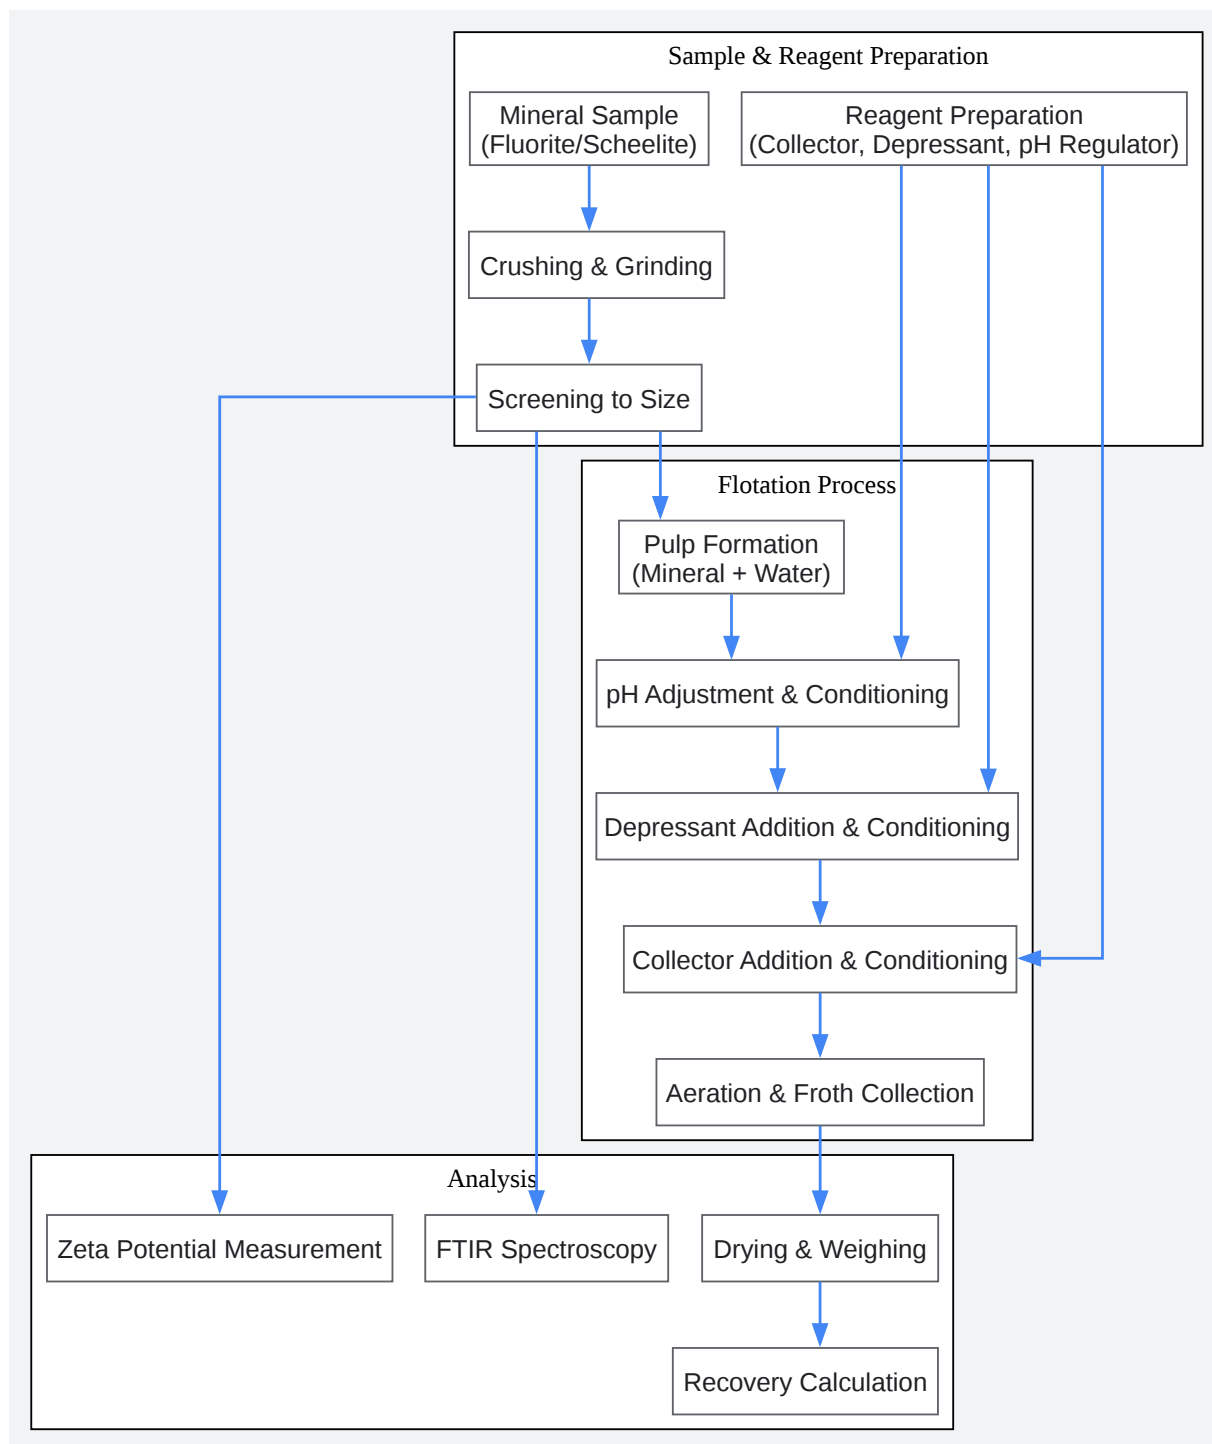 Sample & Reagent Preparation
Mineral Sample
(Fluorite/Scheelite)
Reagent Preparation
(Collector, Depressant, pH Regulator)
Crushing & Grinding
Screening to Size
Flotation Process
Pulp Formation
(Mineral + Water)
pH Adjustment & Conditioning
Depressant Addition & Conditioning
Collector Addition & Conditioning
Aeration & Froth Collection
Analysis
Zeta Potential Measurement
FTIR Spectroscopy
Drying & Weighing
Recovery Calculation